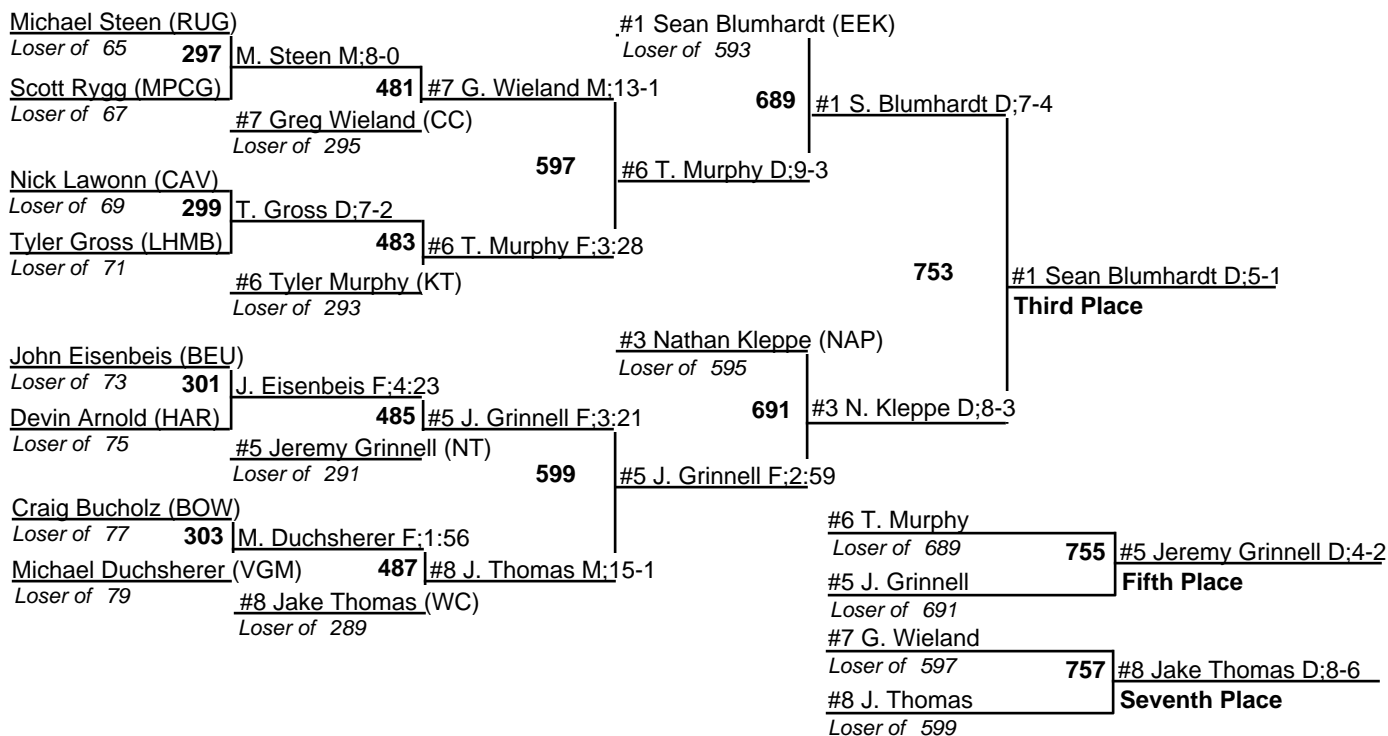 Michael Steen (RUG)
Loser of 65
297
M. Steen M;8-0
Scott Rygg (MPCG)
Loser of 67
481
#7 G. Wieland M;13-1
#7 Greg Wieland (CC)
Loser of 295
597
#6 T. Murphy D;9-3
Nick Lawonn (CAV)
Loser of 69
299
T. Gross D;7-2
Tyler Gross (LHMB)
Loser of 71
483
#6 T. Murphy F;3:28
#6 Tyler Murphy (KT)
Loser of 293
John Eisenbeis (BEU)
Loser of 73
301
J. Eisenbeis F;4:23
Devin Arnold (HAR)
Loser of 75
485
#5 J. Grinnell F;3:21
#5 Jeremy Grinnell (NT)
Loser of 291
599
#5 J. Grinnell F;2:59
Craig Bucholz (BOW)
Loser of 77
303
M. Duchsherer F;1:56
Michael Duchsherer (VGM)
Loser of 79
487
#8 J. Thomas M;15-1
#8 Jake Thomas (WC)
Loser of 289
#1 Sean Blumhardt (EEK)
Loser of 593
689
#1 S. Blumhardt D;7-4
753
#1 Sean Blumhardt D;5-1
Third Place
#3 Nathan Kleppe (NAP)
Loser of 595
691
#3 N. Kleppe D;8-3
#6 T. Murphy
Loser of 689
755
#5 Jeremy Grinnell D;4-2
Fifth Place
#5 J. Grinnell
Loser of 691
#7 G. Wieland
Loser of 597
757
#8 Jake Thomas D;8-6
Seventh Place
#8 J. Thomas
Loser of 599